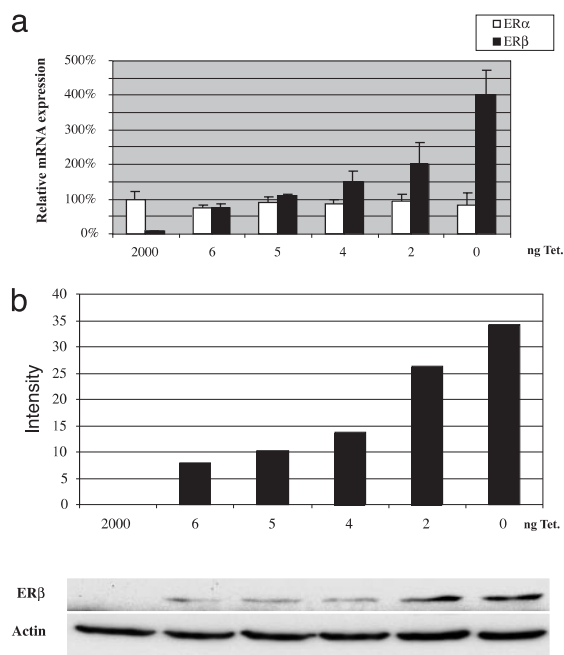 a
ERα
ERβ
Relative mRNA expression
500%
400%
300%
200%
100%
0%
2000 6 5 4 2 0 ng Tet.
b
Intensity
40
35
30
25
20
15
10
5
0
2000 6 5 4 2 0 ng Tet.
ERβ
Actin